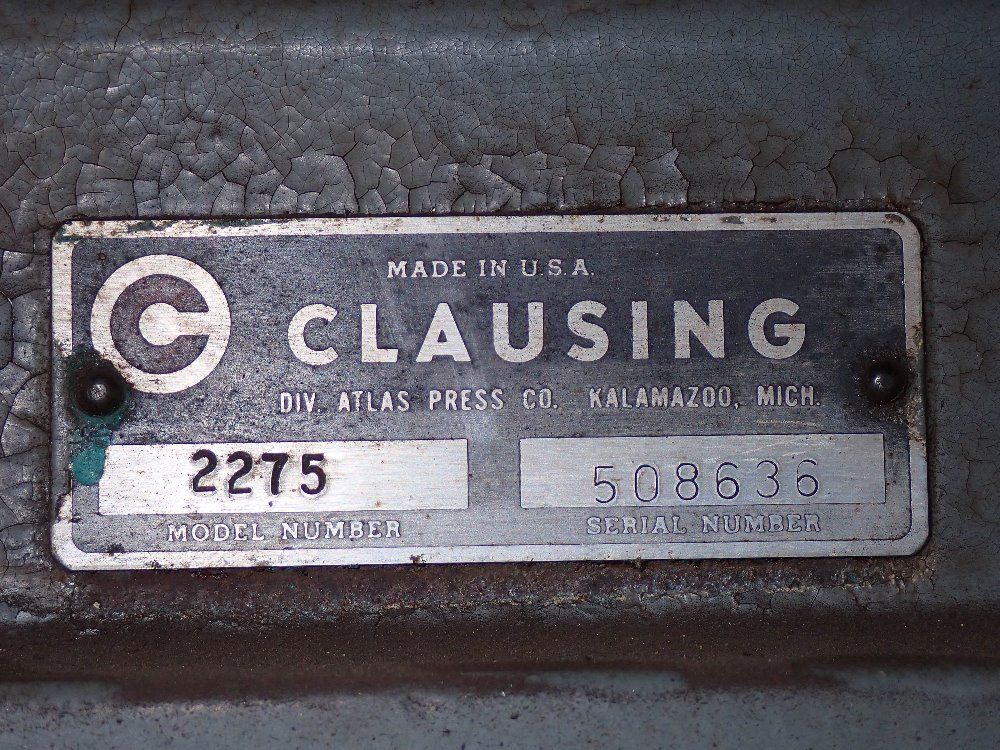 MADE IN U.S.A.
CLAUSING
DIV. ATLAS PRESS CO. KALAMAZOO, MICH.
2275 508636
MODEL NUMBER SERIAL NUMBER